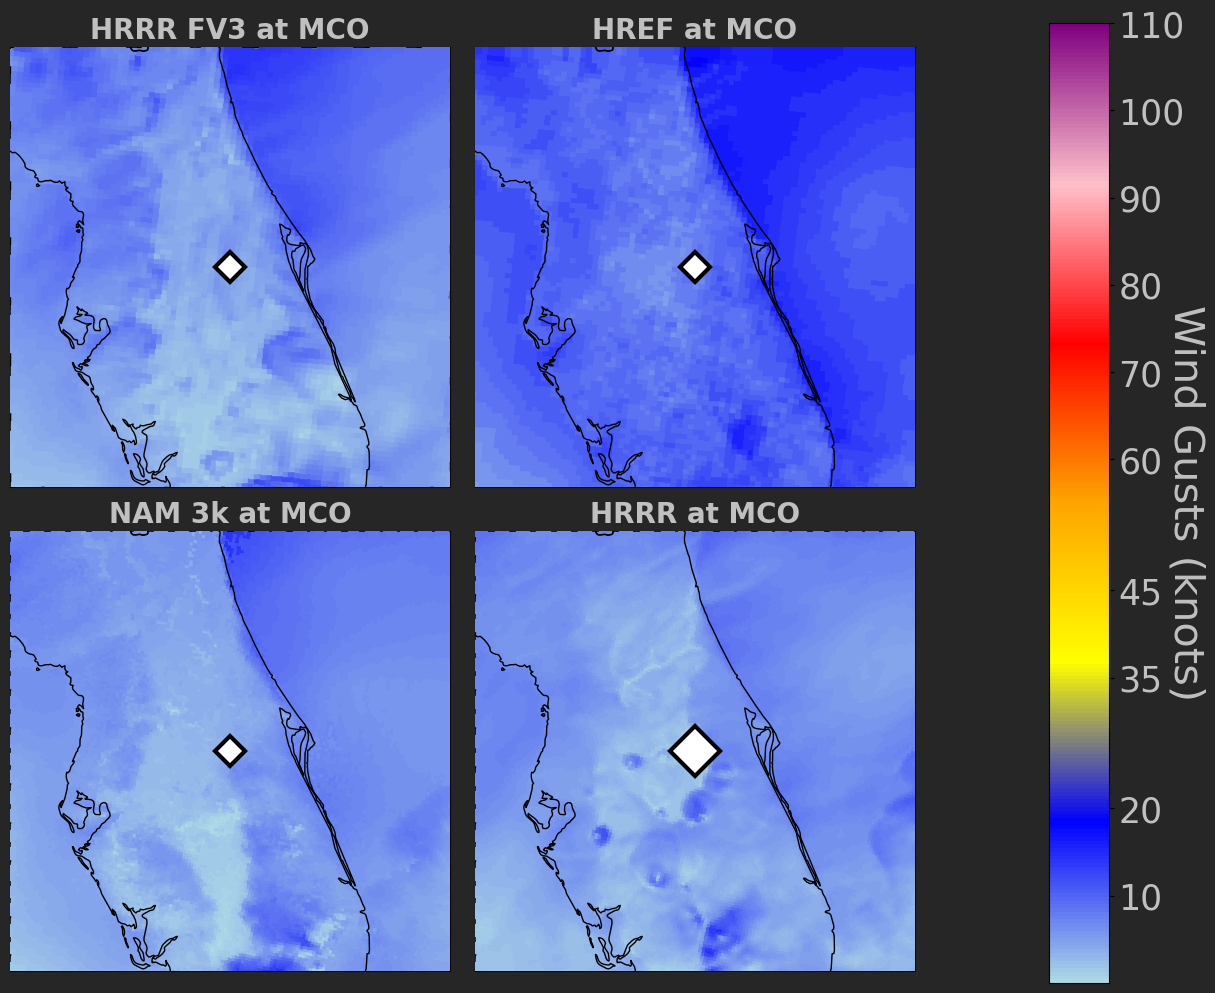 HRRR FV3 at MCO
HREF at MCO
NAM 3k at MCO
HRRR at MCO
110
100
90
80
70
60
45
35
20
10
Wind Gusts (knots)